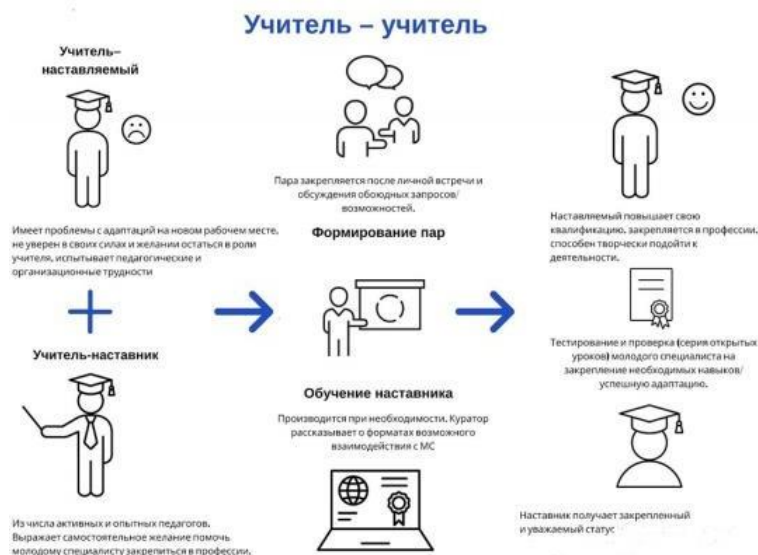 Учитель – учитель
Учитель–
наставляемый
Имеет проблемы с адаптаций на новом рабочем месте,
не уверен в своих силах и желании остаться в роли
учителя, испытывает педагогические и
организационные трудности
Учитель-наставник
Из числа активных и опытных педагогов.
Выражает самостоятельное желание помочь
молодому специалисту закрепиться в профессии.
Пара закрепляется после личной встречи и
обсуждения обоюдных запросов/
возможностей.
Формирование пар
Обучение наставника
Производится при необходимости. Куратор
рассказывает о форматах возможного
взаимодействия с МС
Наставляемый повышает свою
квалификацию, закрепляется в профессии,
способен творчески подойти к
деятельности.
Тестирование и проверка (серия открытых
уроков) молодого специалиста на
закрепление необходимых навыков/
успешную адаптацию.
Наставник получает закрепленный
и уважаемый статус